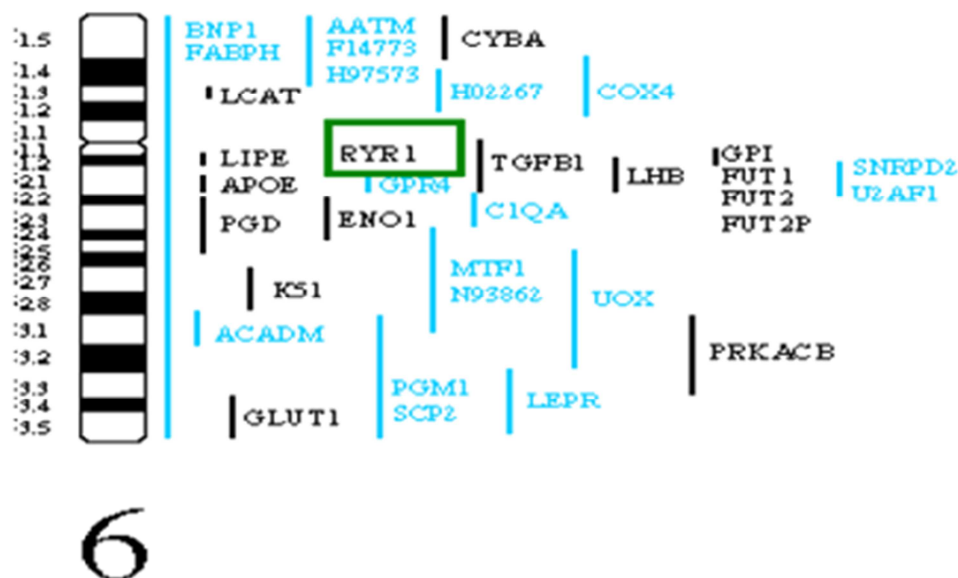 1.5
1.4
1.3
1.2
1.1
1.1
1.2
21
22
23
24
25
26
27
28
3.1
3.2
3.3
3.4
3.5
BNP1
FABPH
AATM
F14773
H97573
CYBA
H02267
COX4
LCAT
LIPE
APOE
PGD
RYR1
GPR4
ENO1
TGFB1
C1QA
LHB
GPI
FUT1
FUT2
FUT2P
SNRPD2
U2AF1
KS1
MTF1
N93862
UOX
ACADM
PRKACB
PGM1
SCP2
LEPR
GLUT1
6